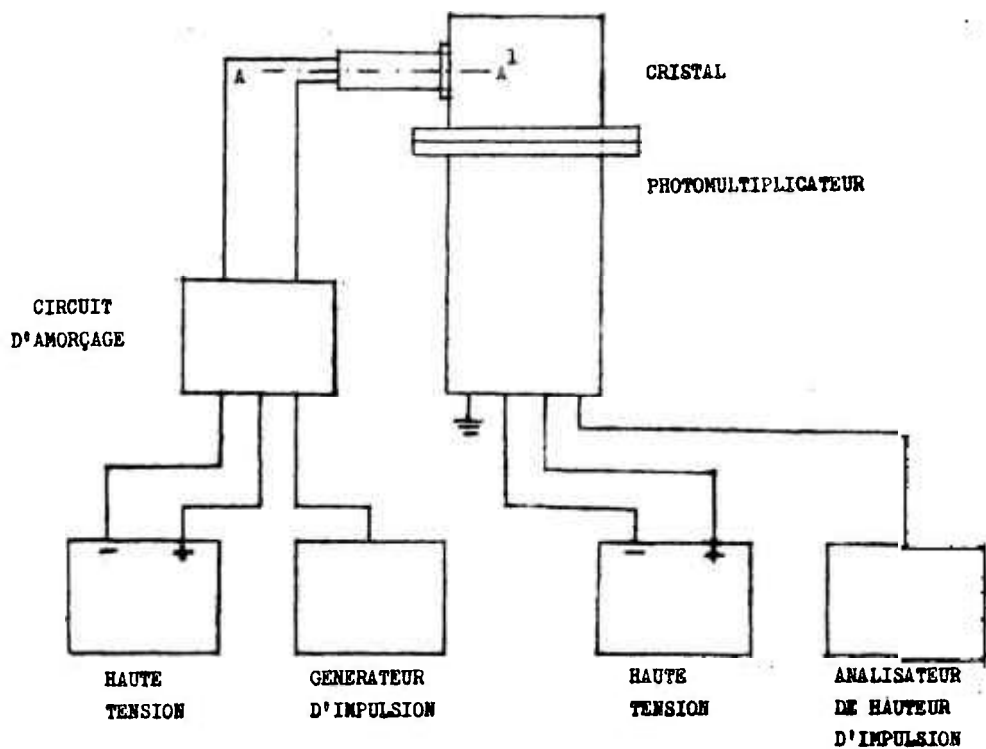 A
A¹
CRISTAL
PHOTOMULTIPLICATEUR
CIRCUIT
D'AMORÇAGE
- +
- +
HAUTE
TENSION
GENERATEUR
D'IMPULSION
HAUTE
TENSION
ANALISATEUR
DE HAUTEUR
D'IMPULSION